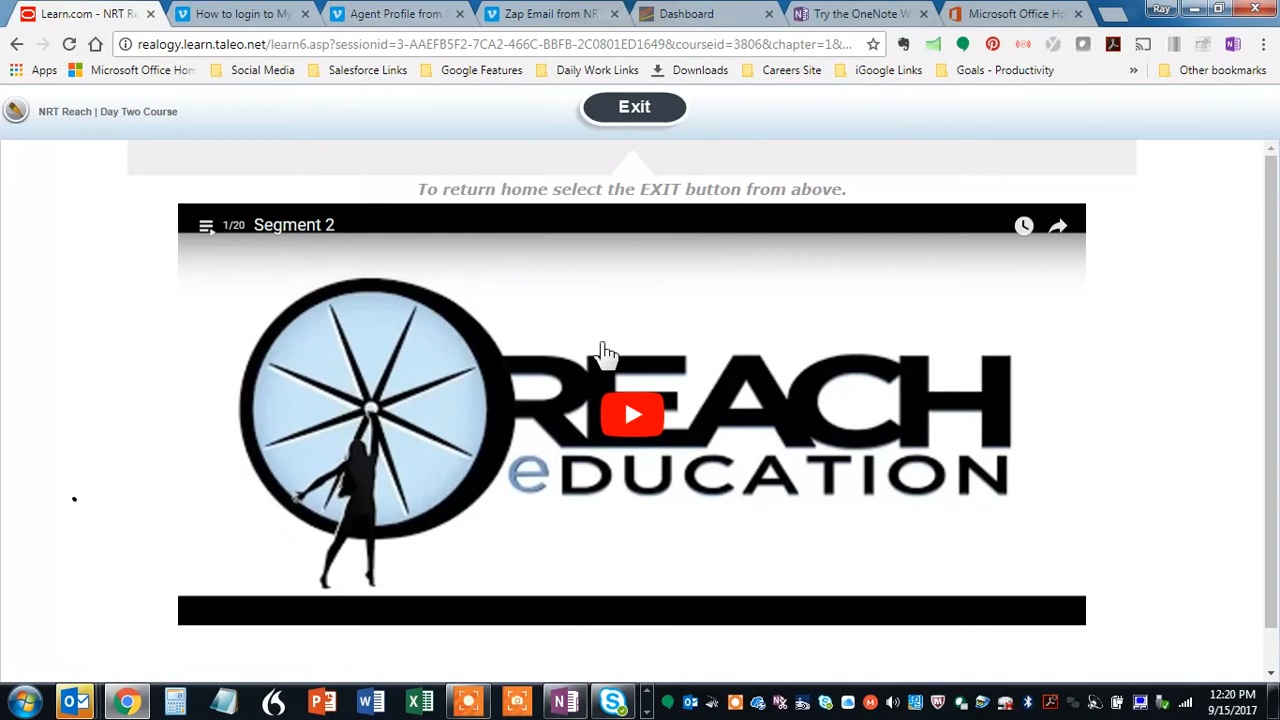 Learn.com - NRT Re
How to login to My
Agent Profile from
Zap Email from NRT
Dashboard
Try the OneNote W
Microsoft Office Ho
Ray
realogy.learn.taleo.net/learn6.asp?sessionid=3-AAEFB5F2-7CA2-466C-BBFB-2C0801ED1649&courseid=3806&chapter=1&...
Apps
Microsoft Office Hom
Social Media
Salesforce Links
Google Features
Daily Work Links
Downloads
Careers Site
iGoogle Links
Goals - Productivity
»
Other bookmarks
NRT Reach | Day Two Course
Exit
To return home select the EXIT button from above.
1/20 Segment 2
REACH
eDUCATION
12:20 PM
9/15/2017